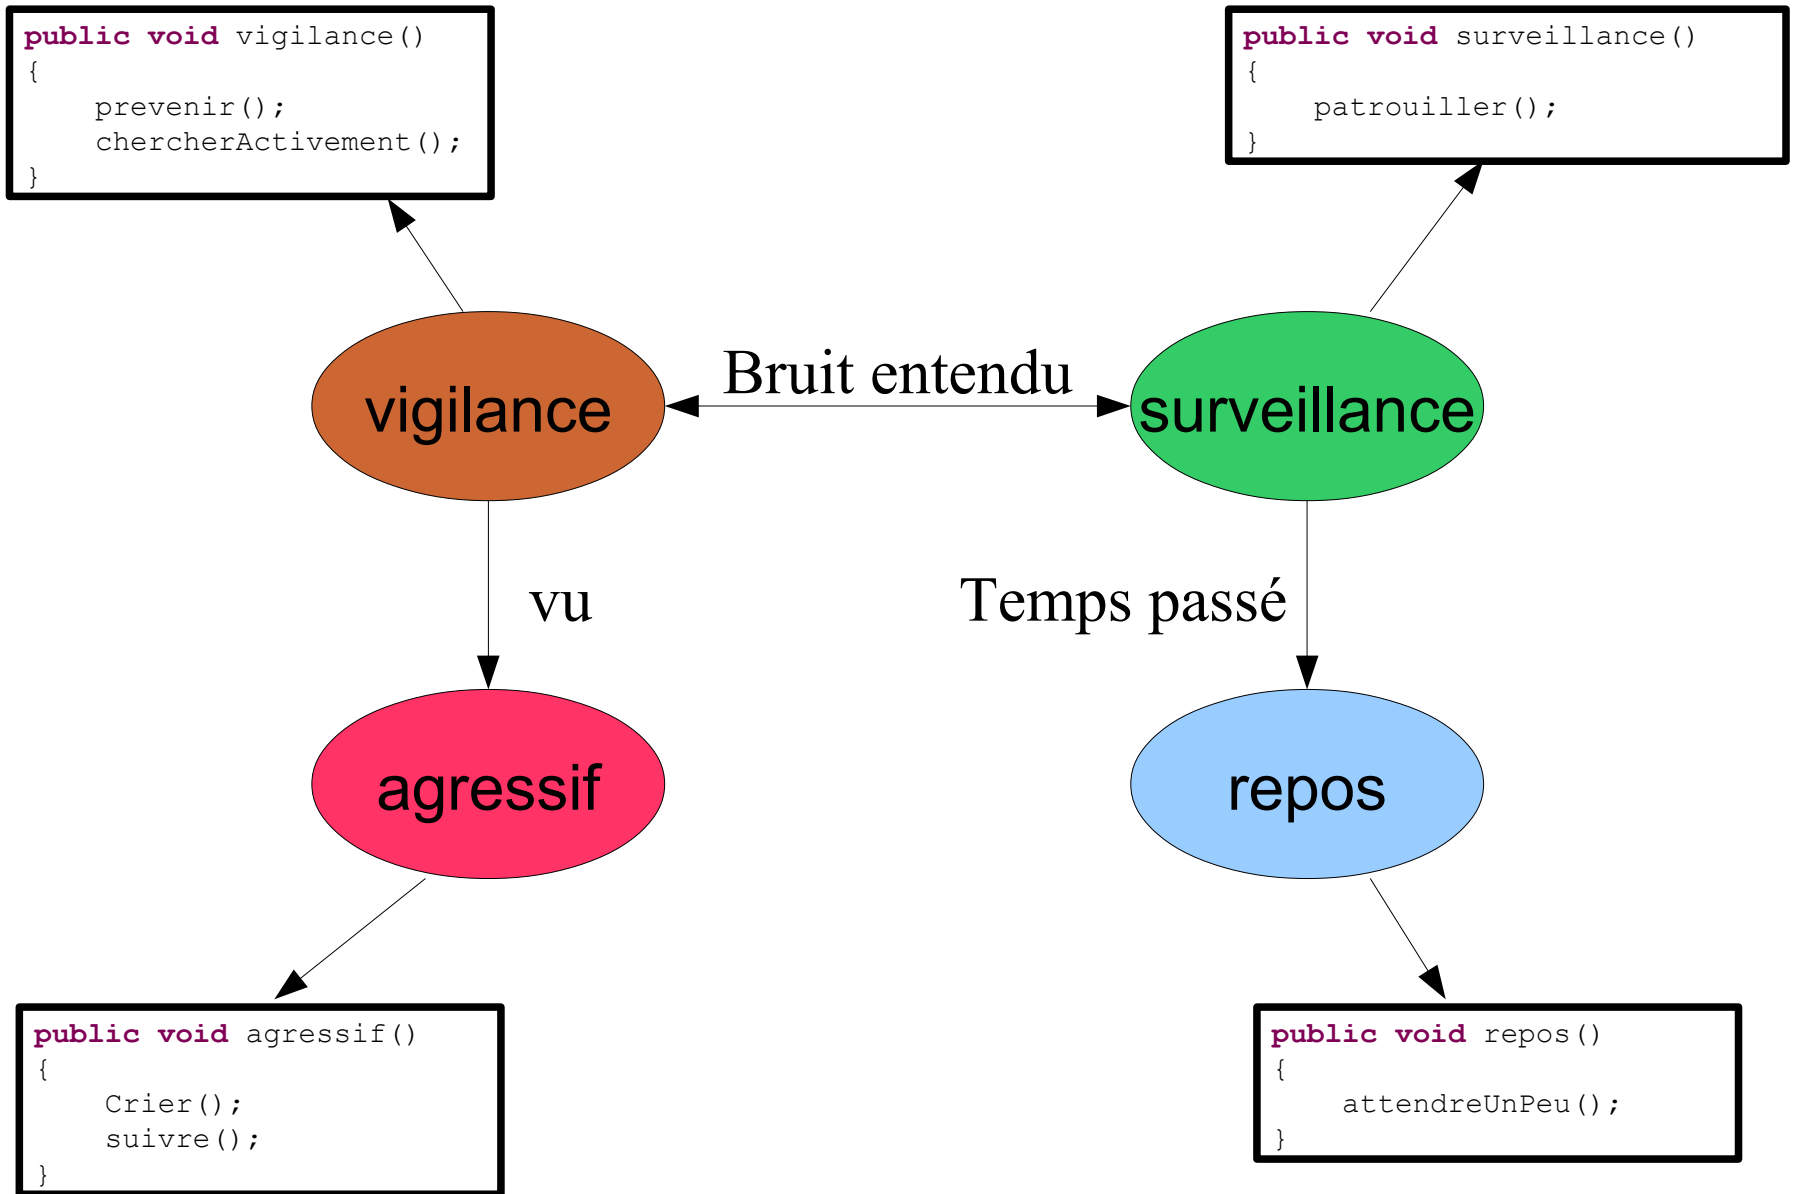 public void vigilance()
{
    prevenir();
    chercherActivement();
}
public void surveillance()
{
    patrouiller();
}
vigilance
Bruit entendu
surveillance
vu
Temps passé
agressif
repos
public void agressif()
{
    Crier();
    suivre();
}
public void repos()
{
    attendreUnPeu();
}